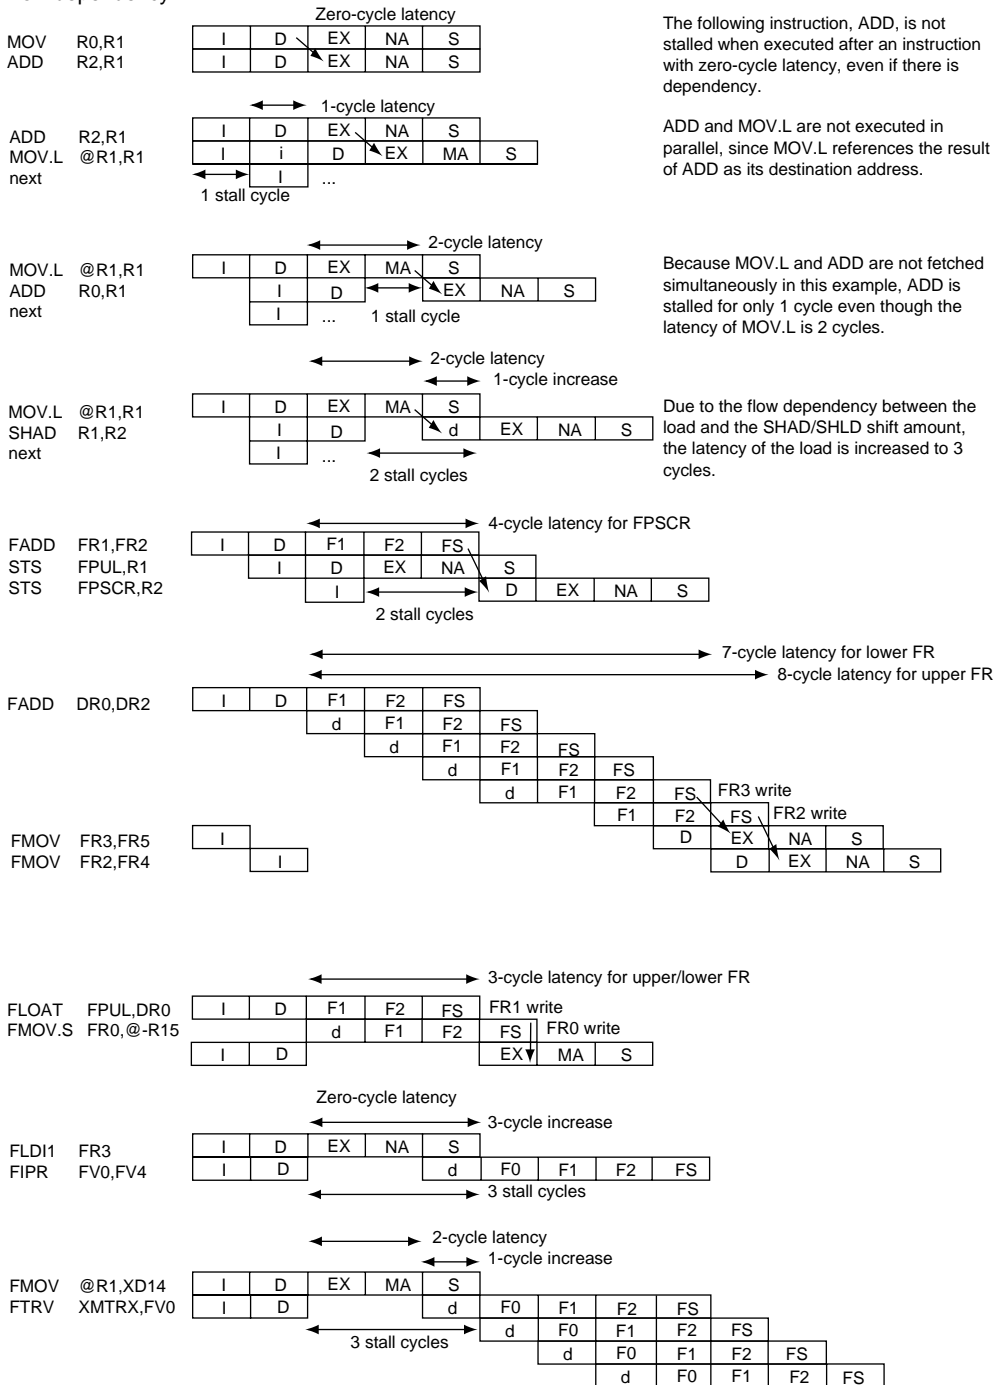 Zero-cycle latency
MOV R0,R1 I D EX NA S
ADD R2,R1 I D EX NA S
The following instruction, ADD, is not
stalled when executed after an instruction
with zero-cycle latency, even if there is
dependency.
1-cycle latency
ADD R2,R1 I D EX NA S
MOV.L @R1,R1 I i D EX MA S
next I ...
1 stall cycle
ADD and MOV.L are not executed in
parallel, since MOV.L references the result
of ADD as its destination address.
2-cycle latency
MOV.L @R1,R1 I D EX MA S
ADD R0,R1 I D EX NA S
next I ... 1 stall cycle
Because MOV.L and ADD are not fetched
simultaneously in this example, ADD is
stalled for only 1 cycle even though the
latency of MOV.L is 2 cycles.
2-cycle latency
1-cycle increase
MOV.L @R1,R1 I D EX MA S
SHAD R1,R2 I D d EX NA S
next I ...
2 stall cycles
Due to the flow dependency between the
load and the SHAD/SHLD shift amount,
the latency of the load is increased to 3
cycles.
4-cycle latency for FPSCR
FADD FR1,FR2 I D F1 F2 FS
STS FPUL,R1 I D EX NA S
STS FPSCR,R2 I D EX NA S
2 stall cycles
7-cycle latency for lower FR
8-cycle latency for upper FR
FADD DR0,DR2 I D F1 F2 FS
d F1 F2 FS
d F1 F2 FS
d F1 F2 FS
d F1 F2 FS FR3 write
F1 F2 FS FR2 write
FMOV FR3,FR5 I D EX NA S
FMOV FR2,FR4 I D EX NA S
3-cycle latency for upper/lower FR
FLOAT FPUL,DR0 I D F1 F2 FS FR1 write
FMOV.S FR0,@-R15 d F1 F2 FS FR0 write
I D EX MA S
Zero-cycle latency
3-cycle increase
FLDI1 FR3 I D EX NA S
FIPR FV0,FV4 I D d F0 F1 F2 FS
3 stall cycles
2-cycle latency
1-cycle increase
FMOV @R1,XD14 I D EX MA S
FTRV XMTRX,FV0 I D d F0 F1 F2 FS
3 stall cycles d F0 F1 F2 FS
d F0 F1 F2 FS
d F0 F1 F2 FS